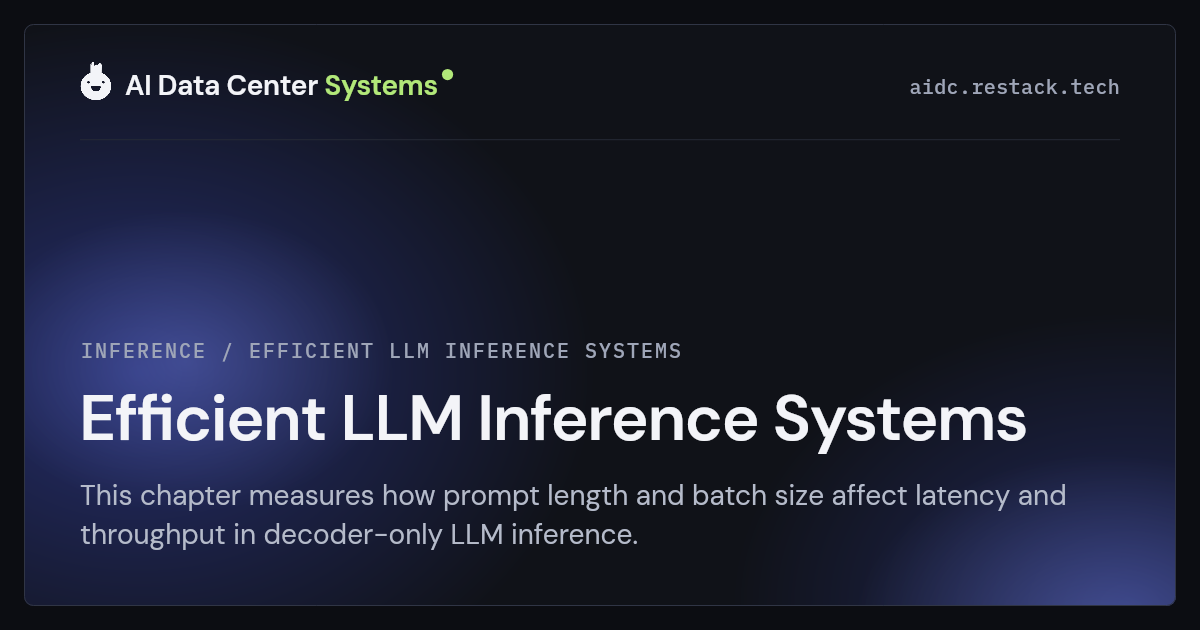 AI Data Center Systems
aidc.restack.tech
INFERENCE / EFFICIENT LLM INFERENCE SYSTEMS
Efficient LLM Inference Systems
This chapter measures how prompt length and batch size affect latency and
throughput in decoder-only LLM inference.